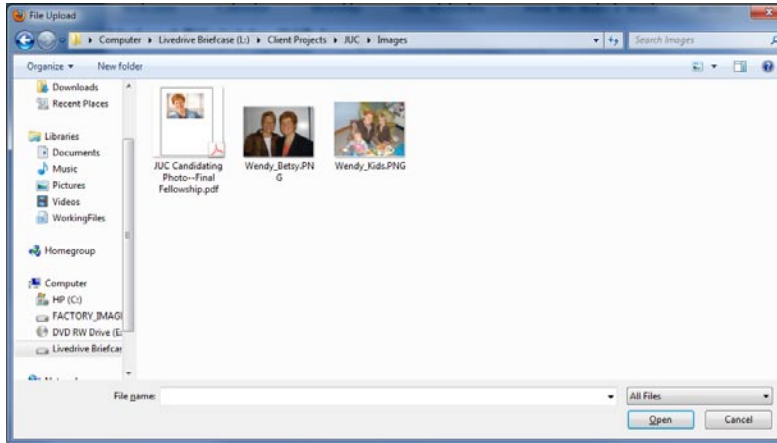 File Upload
Computer Livedrive Briefcase (L:) Client Projects JUC Images
Search Images
Organize New folder
Downloads
Recent Places
Libraries
Documents
Music
Pictures
Videos
WorkingFiles
Homegroup
Computer
HP (C:)
FACTORY_IMAG
DVD RW Drive (E:
Livedrive Briefcas
JUC Candidating
Photo--Final
Fellowship.pdf
Wendy_Betsy.PN
G
Wendy_Kids.PNG
File name:
All Files
Open Cancel